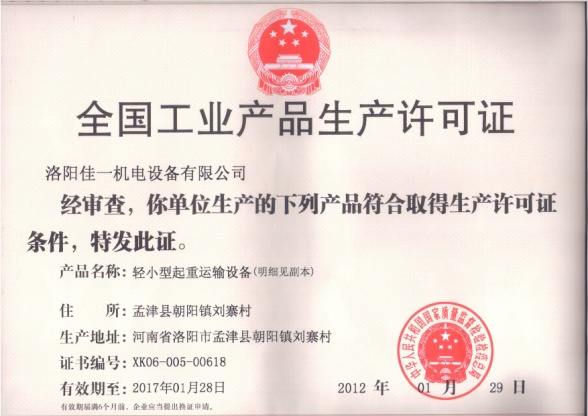 全国工业产品生产许可证
洛阳佳一机电设备有限公司
经审查，你单位生产的下列产品符合取得生产许可证
条件，特发此证。
产品名称：轻小型起重运输设备(明细见副本)
住 所：孟津县朝阳镇刘寨村
生产地址：河南省洛阳市孟津县朝阳镇刘寨村
证书编号：XK06-005-00618
有效期至：2017年01月28日
2012 年 01 月 29 日
有效期届满6个月前，企业应当提出换证申请。
中华人民共和国国家质量监督检验检疫总局